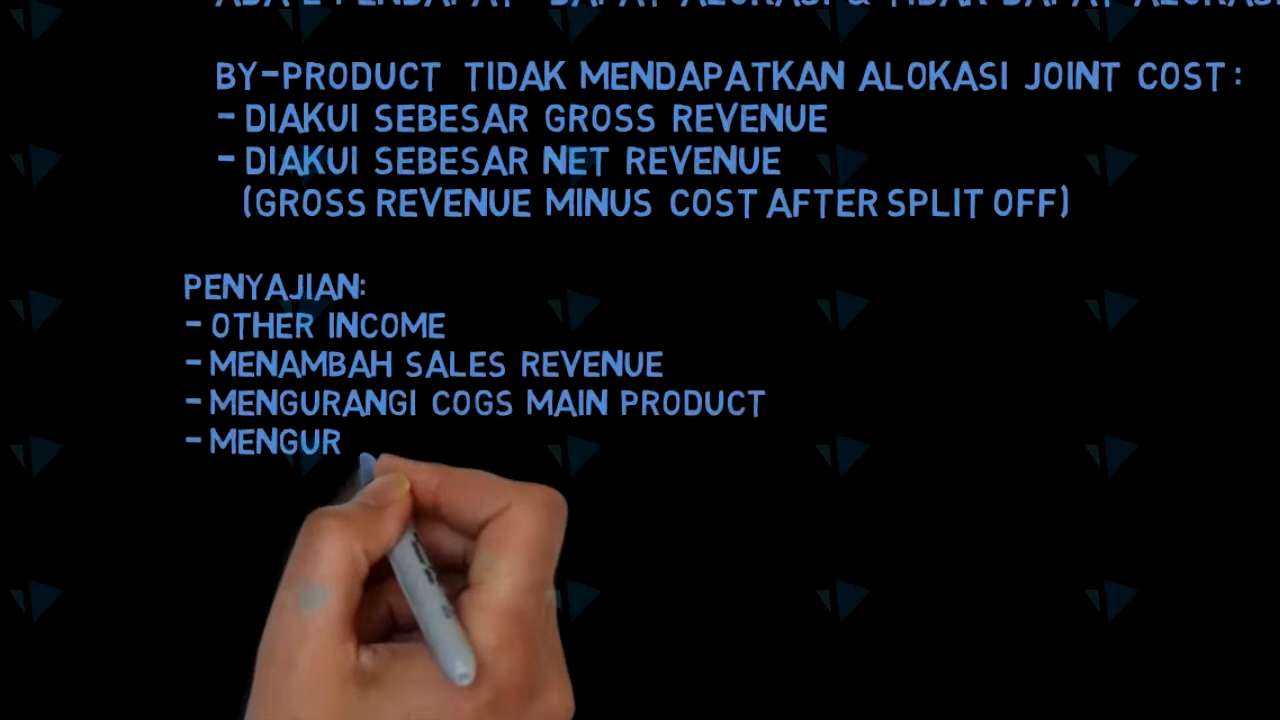 BY-PRODUCT TIDAK MENDAPATKAN ALOKASI JOINT COST:
- DIAKUI SEBESAR GROSS REVENUE
- DIAKUI SEBESAR NET REVENUE
(GROSS REVENUE MINUS COST AFTER SPLIT OFF)
PENYAJIAN:
- OTHER INCOME
- MENAMBAH SALES REVENUE
- MENGURANGI COGS MAIN PRODUCT
- MENGUR